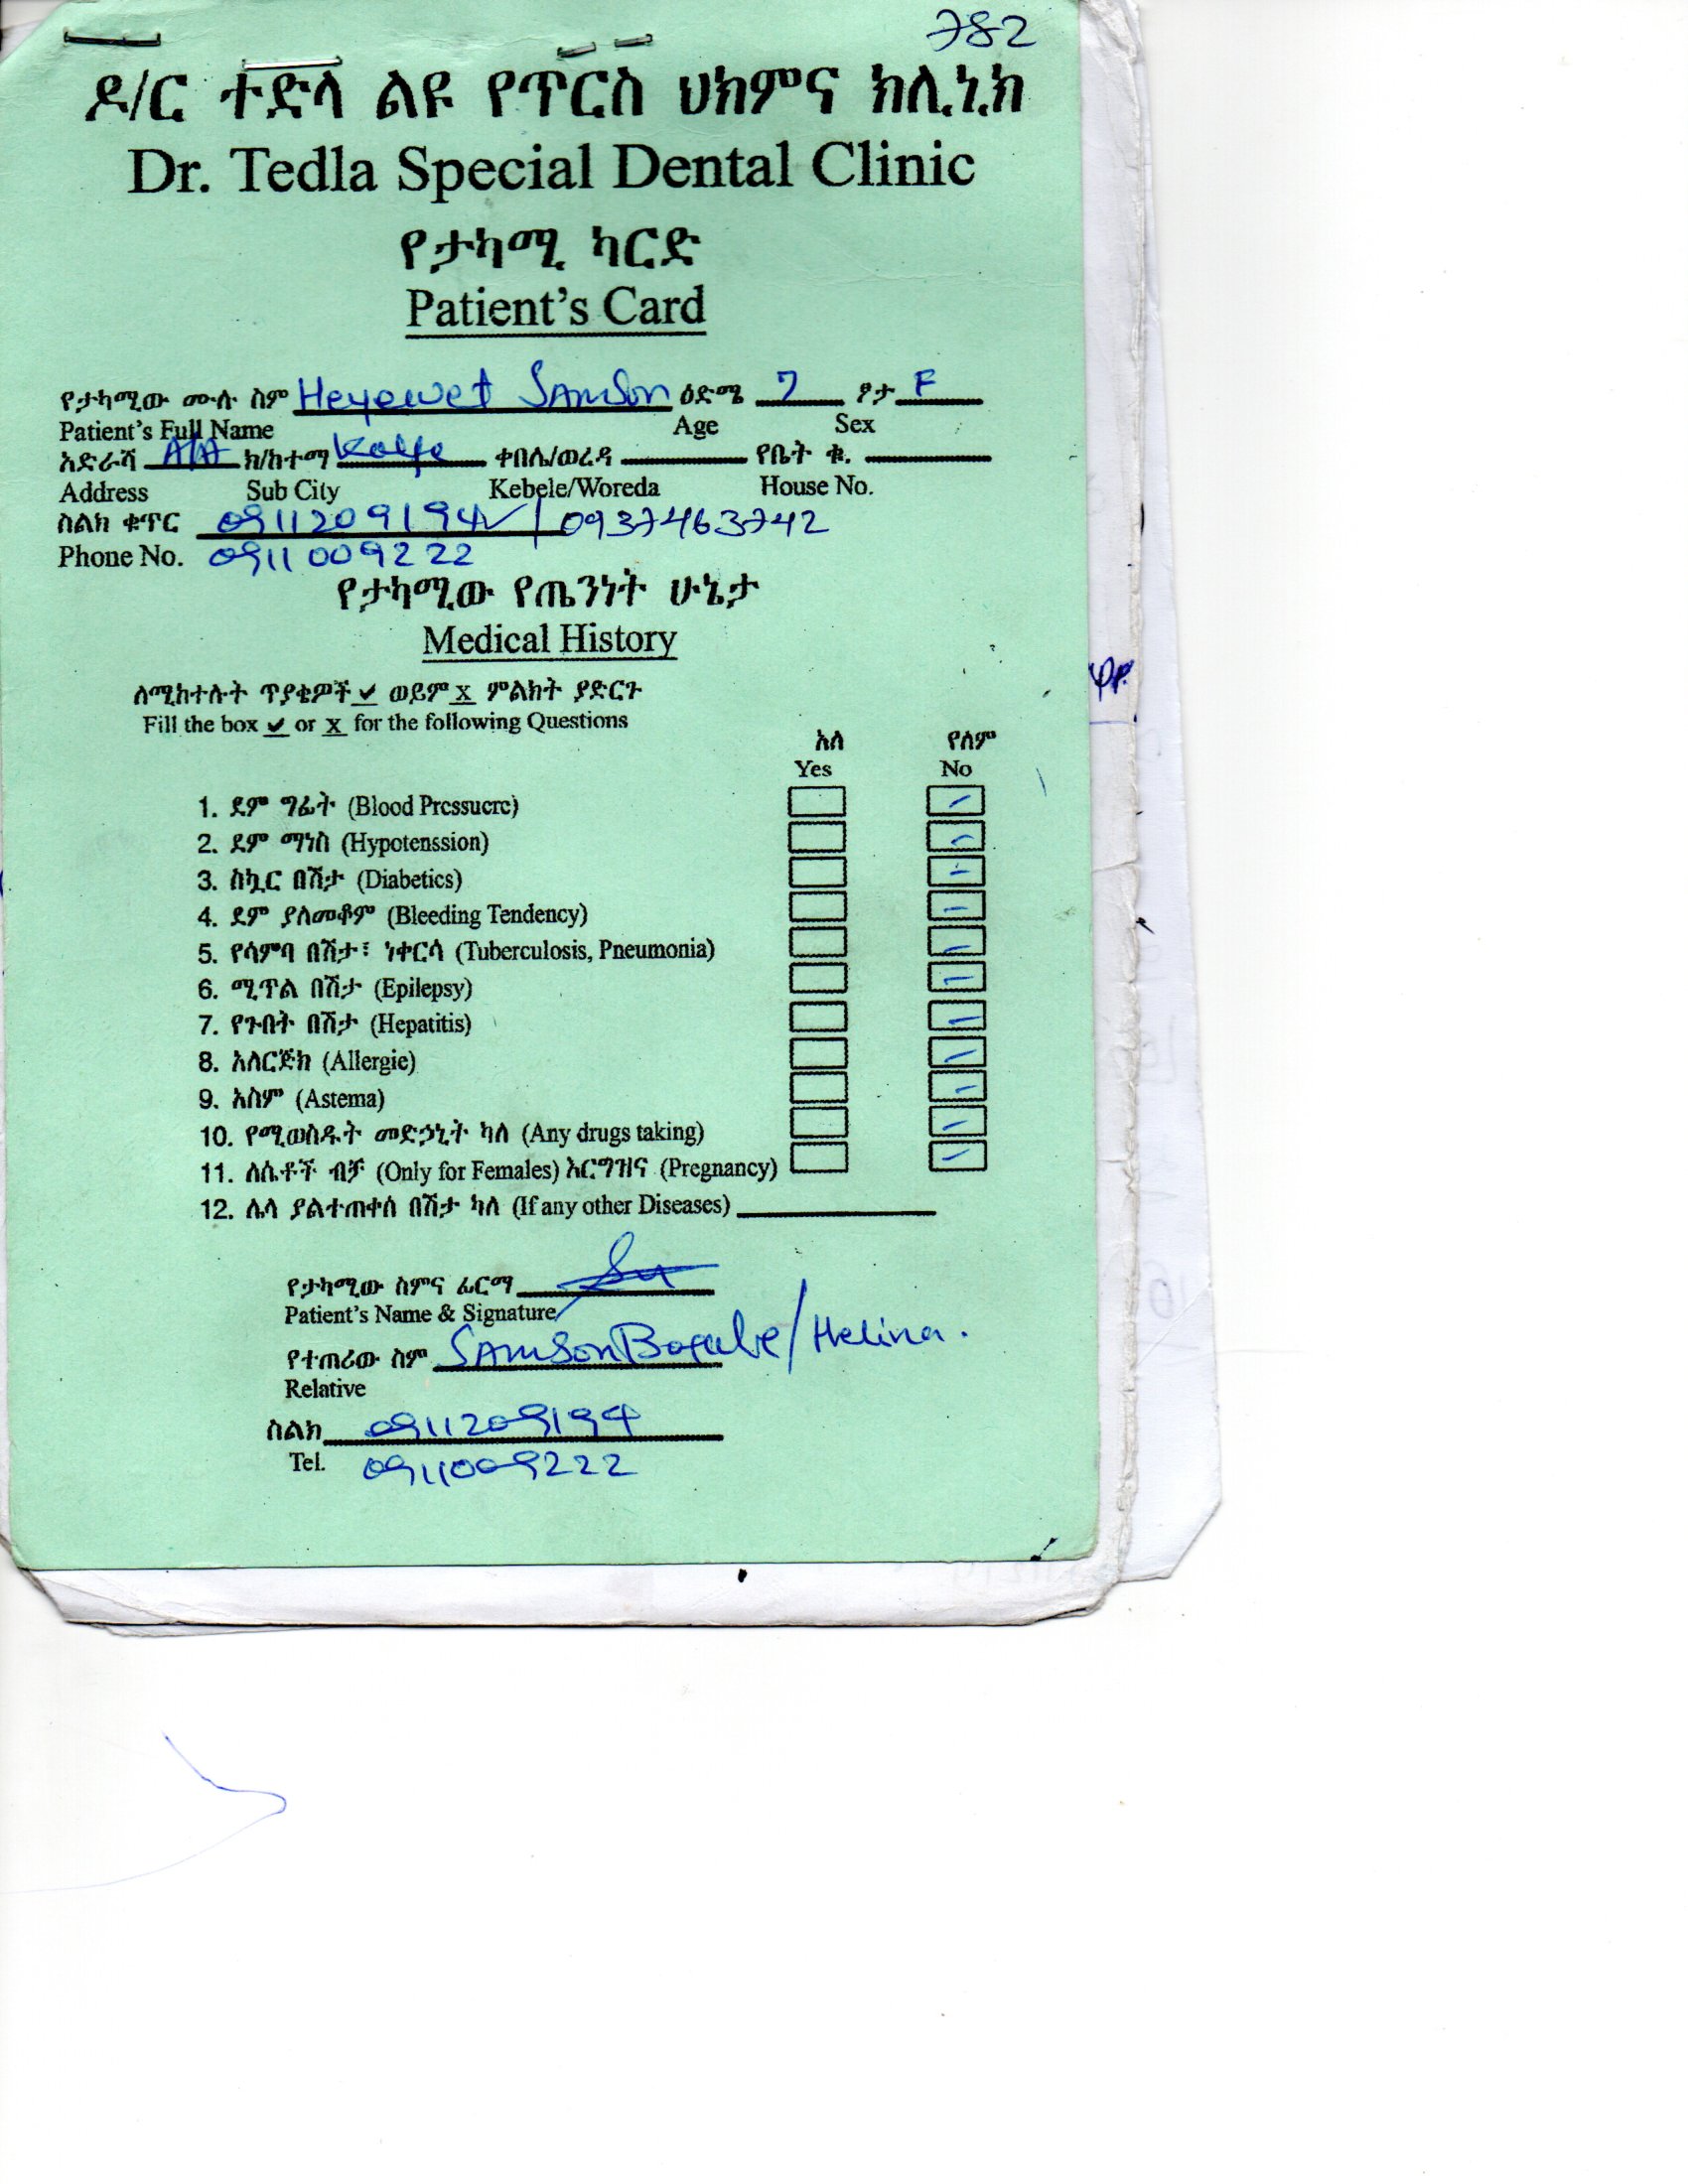 782
ዶ/ር ተድላ ልዩ የጥርስ ህክምና ክሊኒክ
Dr. Tedla Special Dental Clinic
የታካሚ ካርድ
Patient's Card
የታካሚው ሙሉ ስም Heyewet Samson ዕድሜ 7 ፆታ F
Patient's Full Name Age Sex
አድራሻ A/A ክ/ከተማ Kolfe ቀበሌ/ወረዳ የቤት ቁ.
Address Sub City Kebele/Woreda House No.
ስልክ ቁጥር 0911209194 ✓ / 0937463742
Phone No. 0911009222
የታካሚው የጤንነት ሁኔታ
Medical History
ለሚከተሉት ጥያቄዎች ✔ ወይም x ምልክት ያድርጉ
Fill the box ✔ or x for the following Questions
አለ የለም
Yes No
1. ደም ግፊት (Blood Pressuere)
2. ደም ማነስ (Hypotenssion)
3. ስኳር በሽታ (Diabetics)
4. ደም ያለመቆም (Bleeding Tendency)
5. የሳምባ በሽታ፣ ነቀርሳ (Tuberculosis, Pneumonia)
6. ሚጥል በሽታ (Epilepsy)
7. የጉበት በሽታ (Hepatitis)
8. አለርጅክ (Allergie)
9. አስም (Astema)
10. የሚወስዱት መድኃኒት ካለ (Any drugs taking)
11. ለሴቶች ብቻ (Only for Females) እርግዝና (Pregnancy)
12. ሌላ ያልተጠቀሰ በሽታ ካለ (If any other Diseases)
የታካሚው ስምና ፊርማ
Patient's Name & Signature
የተጠሪው ስም Samson / Helina.
Relative
ስልክ 0911209194
Tel. 0911009222